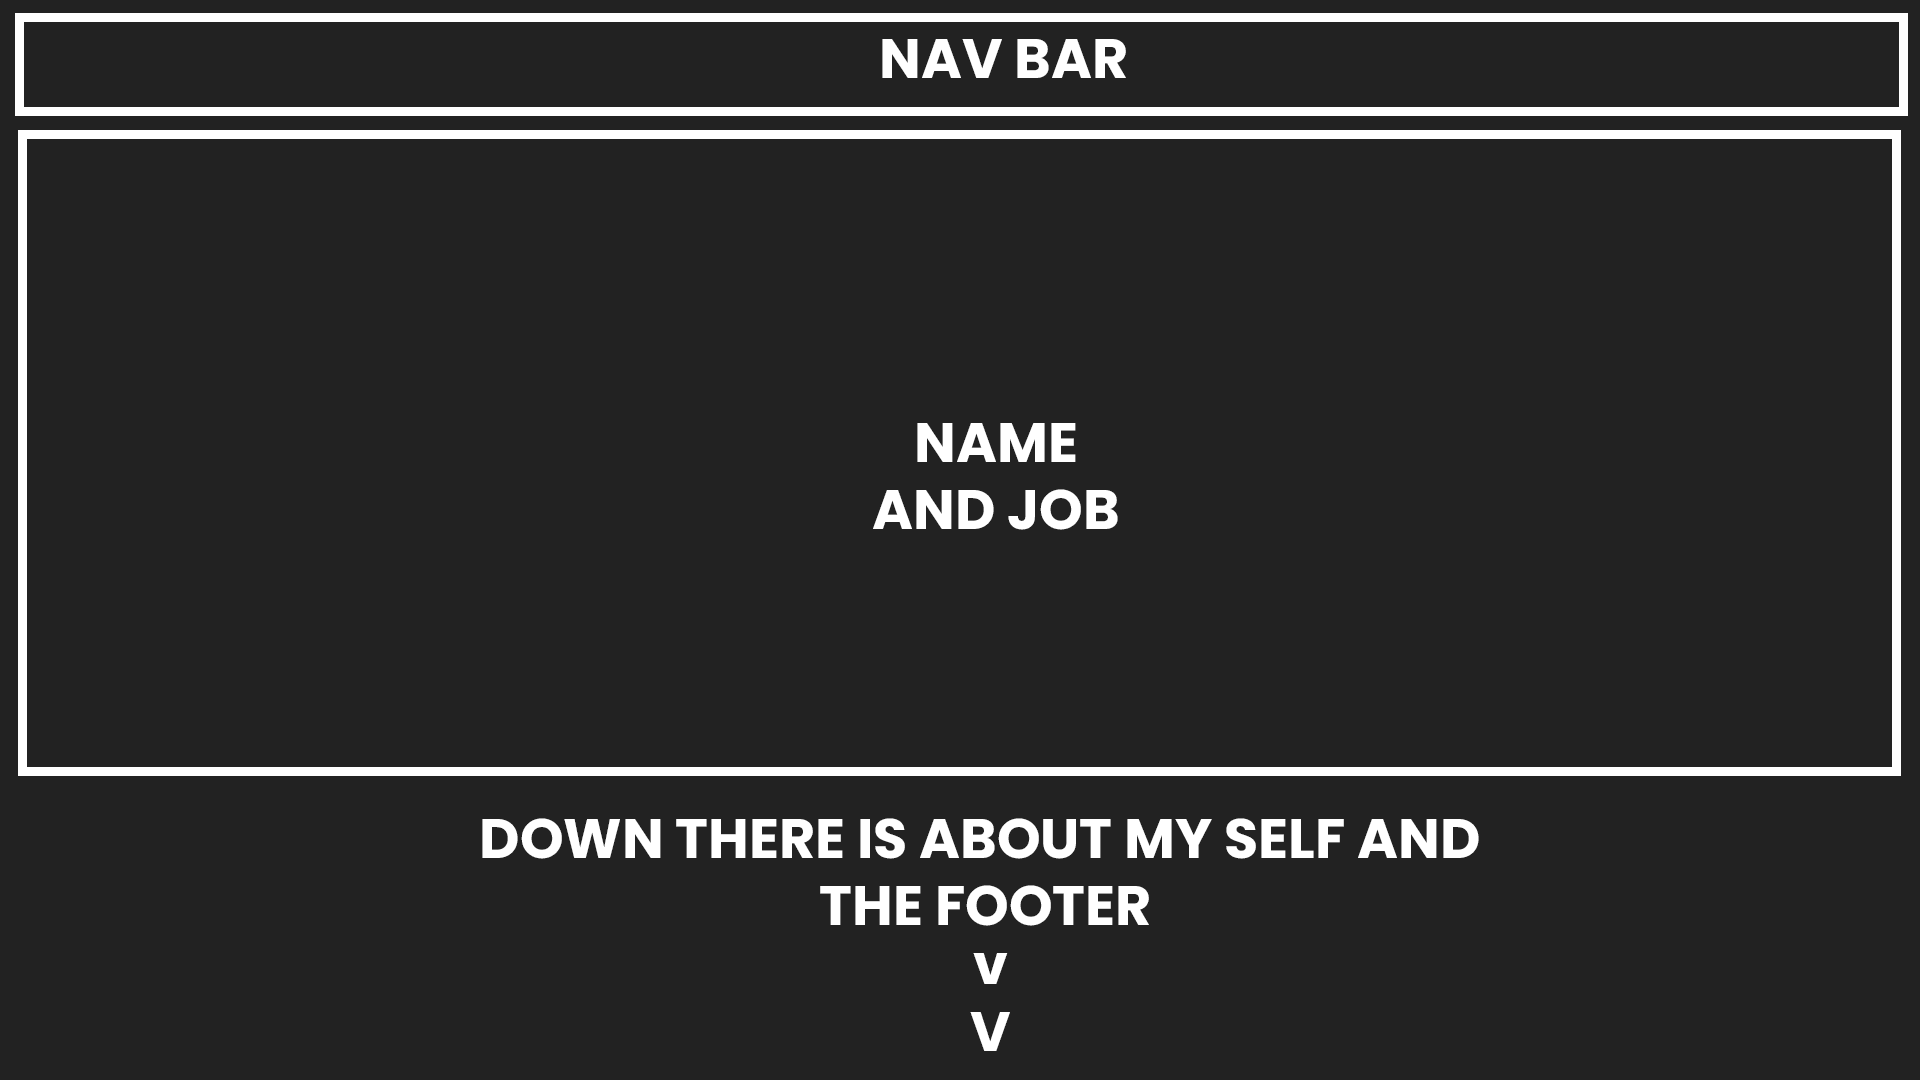 NAV BAR
NAME
AND JOB
DOWN THERE IS ABOUT MY SELF AND
THE FOOTER
v
V